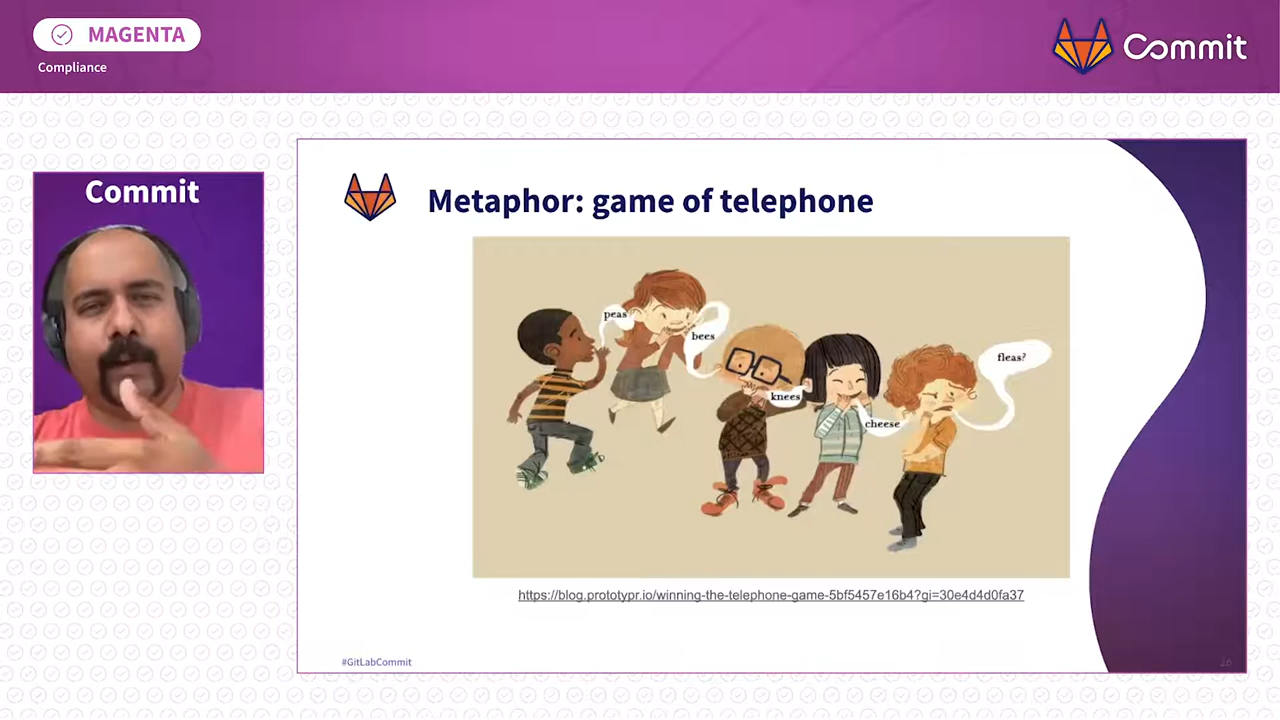 MAGENTA
Compliance
Commit
Commit
Metaphor: game of telephone
peas
bees
knees
cheese
fleas?
https://blog.prototypr.io/winning-the-telephone-game-5bf5457e16b4?gi=30e4d4d0fa37
#GitLabCommit
26